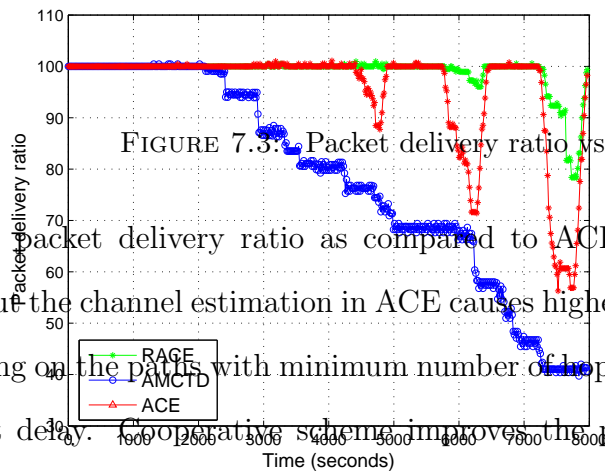 110
100
90
80
70
60
50
40
30
Packet delivery ratio
FIGURE 7.3: Packet delivery ratio vs
packet delivery ratio as compared to ACE
ut the channel estimation in ACE causes highe
ng on the paths with minimum number of hop
delay. Cooperative scheme improves the
RACE
AMCTD
ACE
0 1000 2000 3000 4000 5000 6000 7000 8000
Time (seconds)